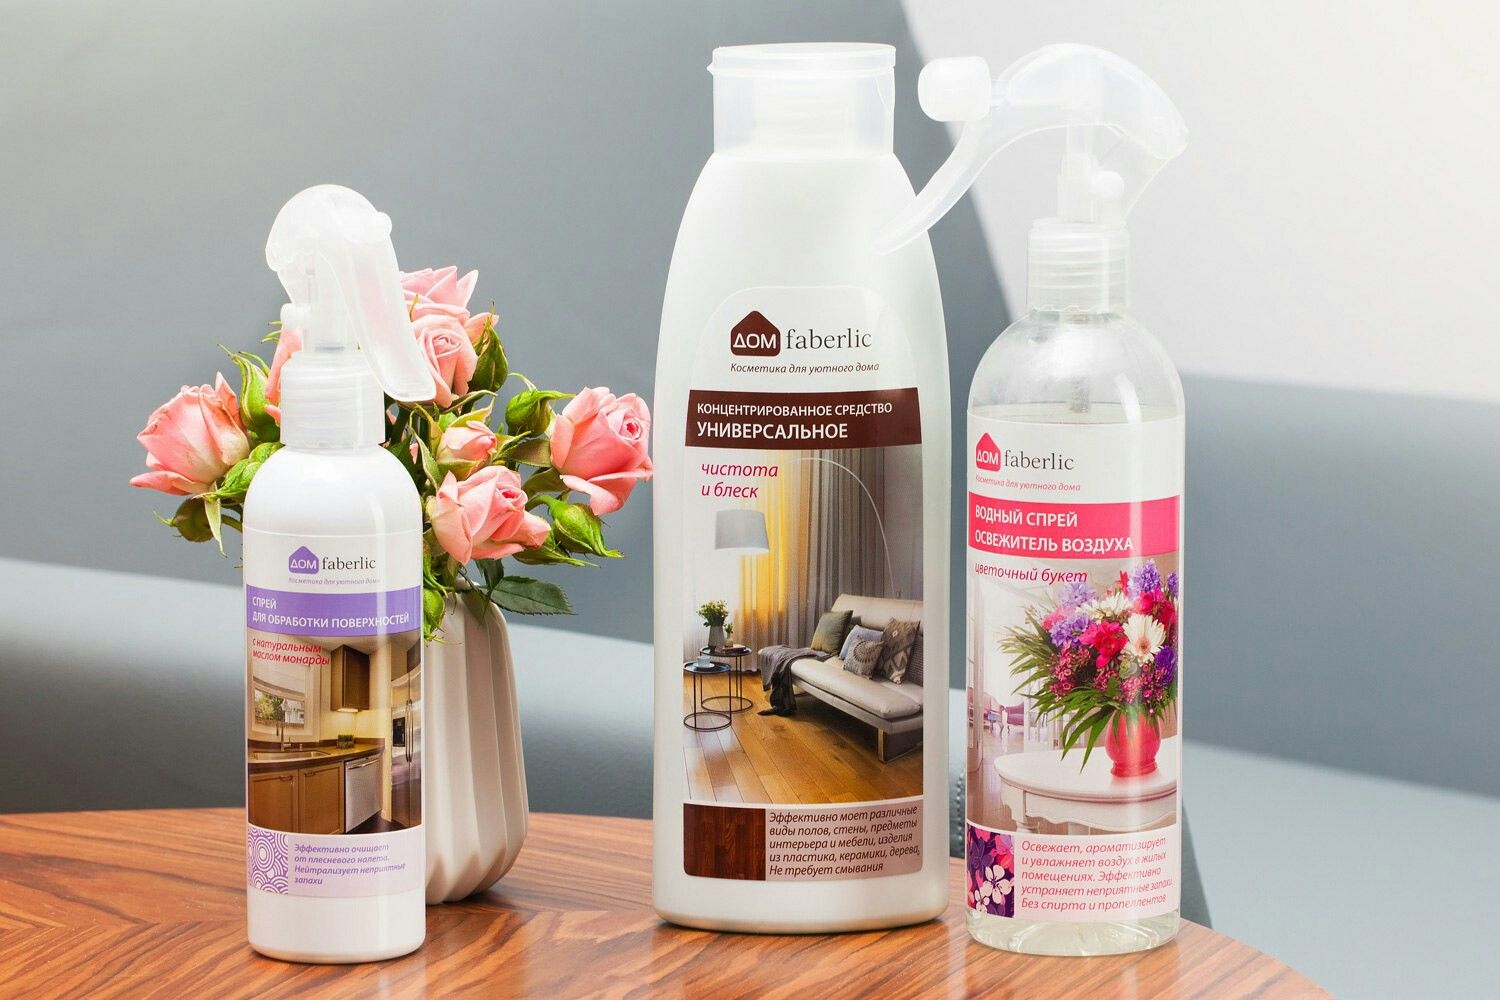 ДОМ faberlic
Косметика для уютного дома
СПРЕЙ
ДЛЯ ОБРАБОТКИ ПОВЕРХНОСТЕЙ
с натуральным
маслом монарды
Эффективно очищает
от плесневого налета.
Нейтрализует неприятные
запахи
ДОМ faberlic
Косметика для уютного дома
КОНЦЕНТРИРОВАННОЕ СРЕДСТВО
УНИВЕРСАЛЬНОЕ
чистота
и блеск
Эффективно моет различные
виды полов, стены, предметы
интерьера и мебели, изделия
из пластика, керамики, дерева,
Не требует смывания
ДОМ faberlic
Косметика для уютного дома
ВОДНЫЙ СПРЕЙ
ОСВЕЖИТЕЛЬ ВОЗДУХА
цветочный букет
Освежает, ароматизирует
и увлажняет воздух в жилых
помещениях. Эффективно
устраняет неприятные запахи.
Без спирта и пропеллентов